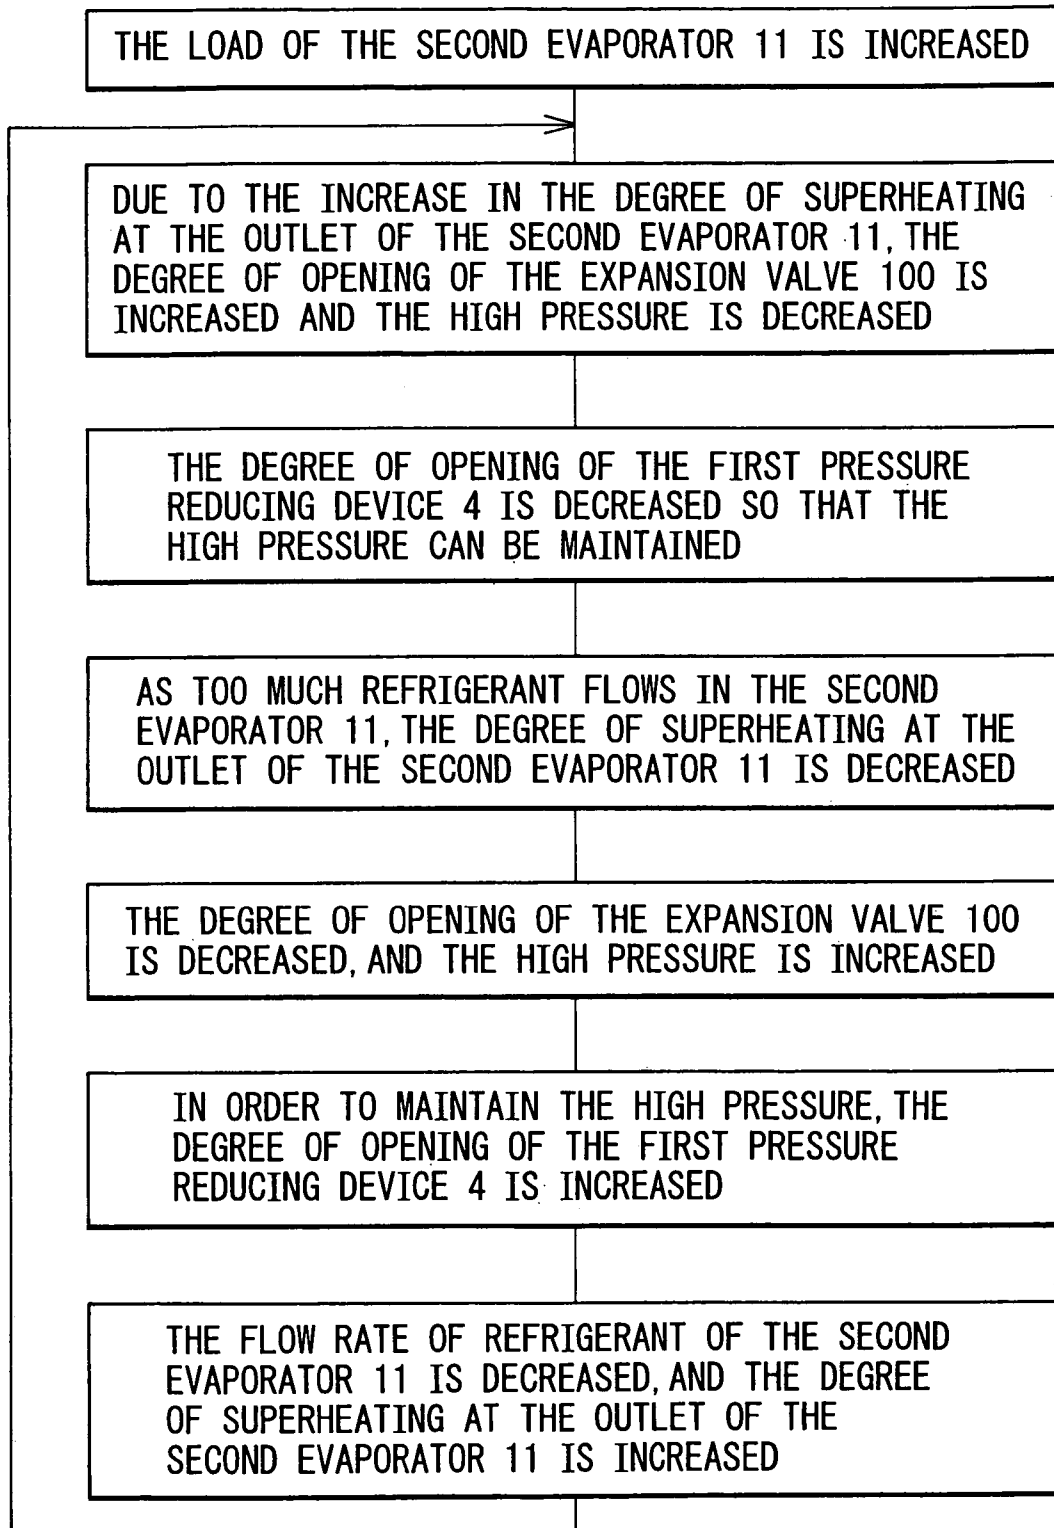 THE LOAD OF THE SECOND EVAPORATOR 11 IS INCREASED
DUE TO THE INCREASE IN THE DEGREE OF SUPERHEATING
AT THE OUTLET OF THE SECOND EVAPORATOR 11, THE
DEGREE OF OPENING OF THE EXPANSION VALVE 100 IS
INCREASED AND THE HIGH PRESSURE IS DECREASED
THE DEGREE OF OPENING OF THE FIRST PRESSURE
REDUCING DEVICE 4 IS DECREASED SO THAT THE
HIGH PRESSURE CAN BE MAINTAINED
AS TOO MUCH REFRIGERANT FLOWS IN THE SECOND
EVAPORATOR 11, THE DEGREE OF SUPERHEATING AT THE
OUTLET OF THE SECOND EVAPORATOR 11 IS DECREASED
THE DEGREE OF OPENING OF THE EXPANSION VALVE 100
IS DECREASED, AND THE HIGH PRESSURE IS INCREASED
IN ORDER TO MAINTAIN THE HIGH PRESSURE, THE
DEGREE OF OPENING OF THE FIRST PRESSURE
REDUCING DEVICE 4 IS INCREASED
THE FLOW RATE OF REFRIGERANT OF THE SECOND
EVAPORATOR 11 IS DECREASED, AND THE DEGREE
OF SUPERHEATING AT THE OUTLET OF THE
SECOND EVAPORATOR 11 IS INCREASED